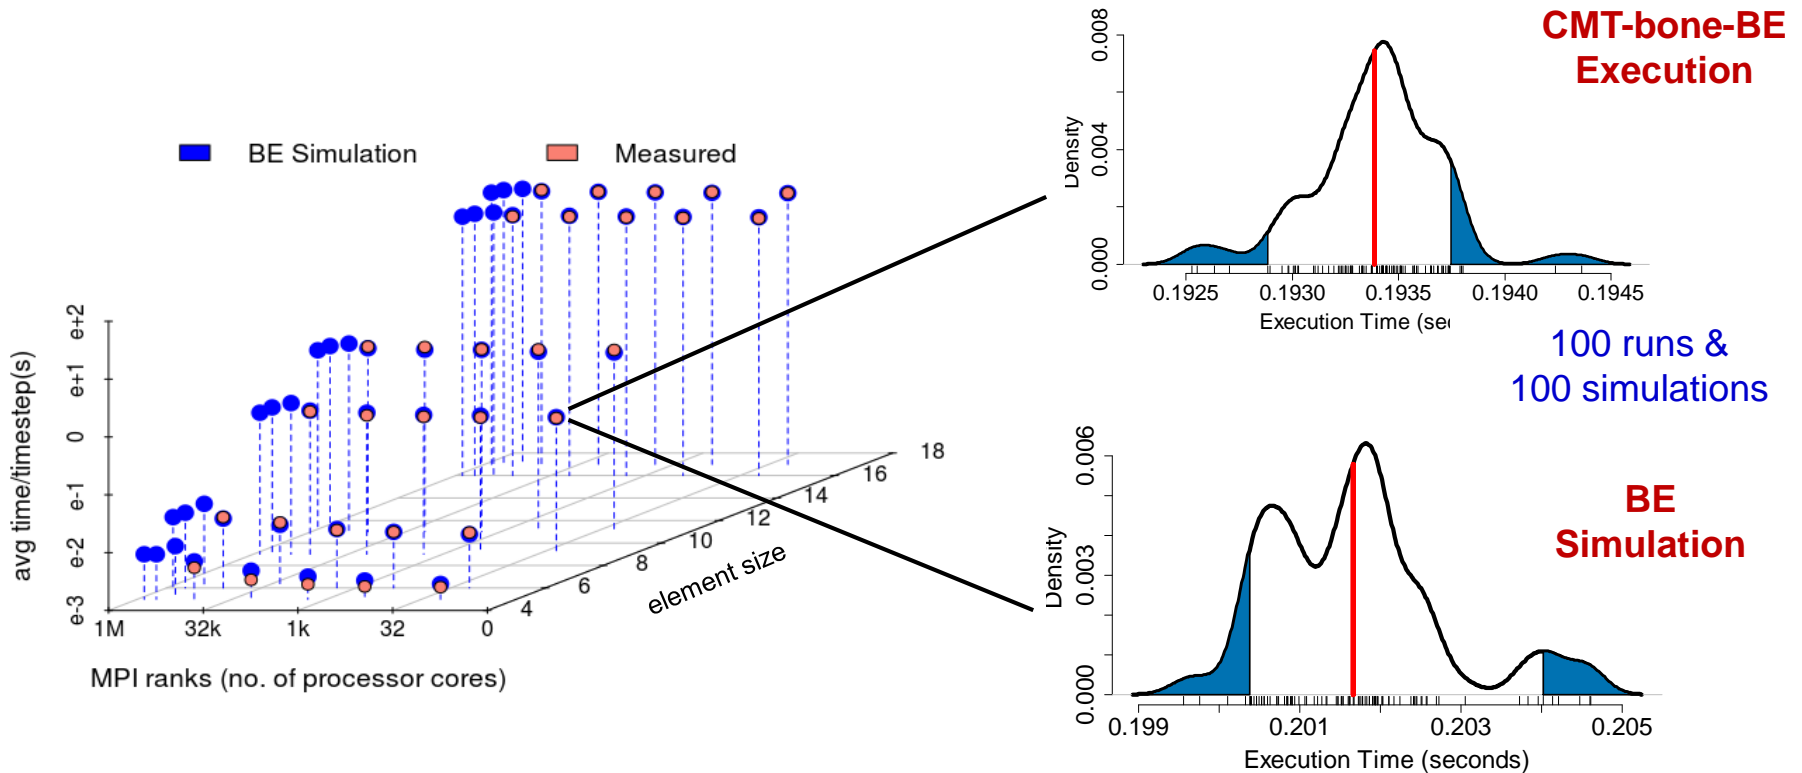 BE Simulation
Measured
avg time/timestep(s)
e+2
e+1
0
e-1
e-2
e-3
1M
32k
1k
32
0
MPI ranks (no. of processor cores)
4
6
8
10
12
14
16
18
element size
CMT-bone-BE
Execution
Density
0.008
0.004
0.000
0.1925
0.1930
0.1935
0.1940
0.1945
Execution Time (sec
100 runs &
100 simulations
BE
Simulation
Density
0.006
0.003
0.000
0.199
0.201
0.203
0.205
Execution Time (seconds)